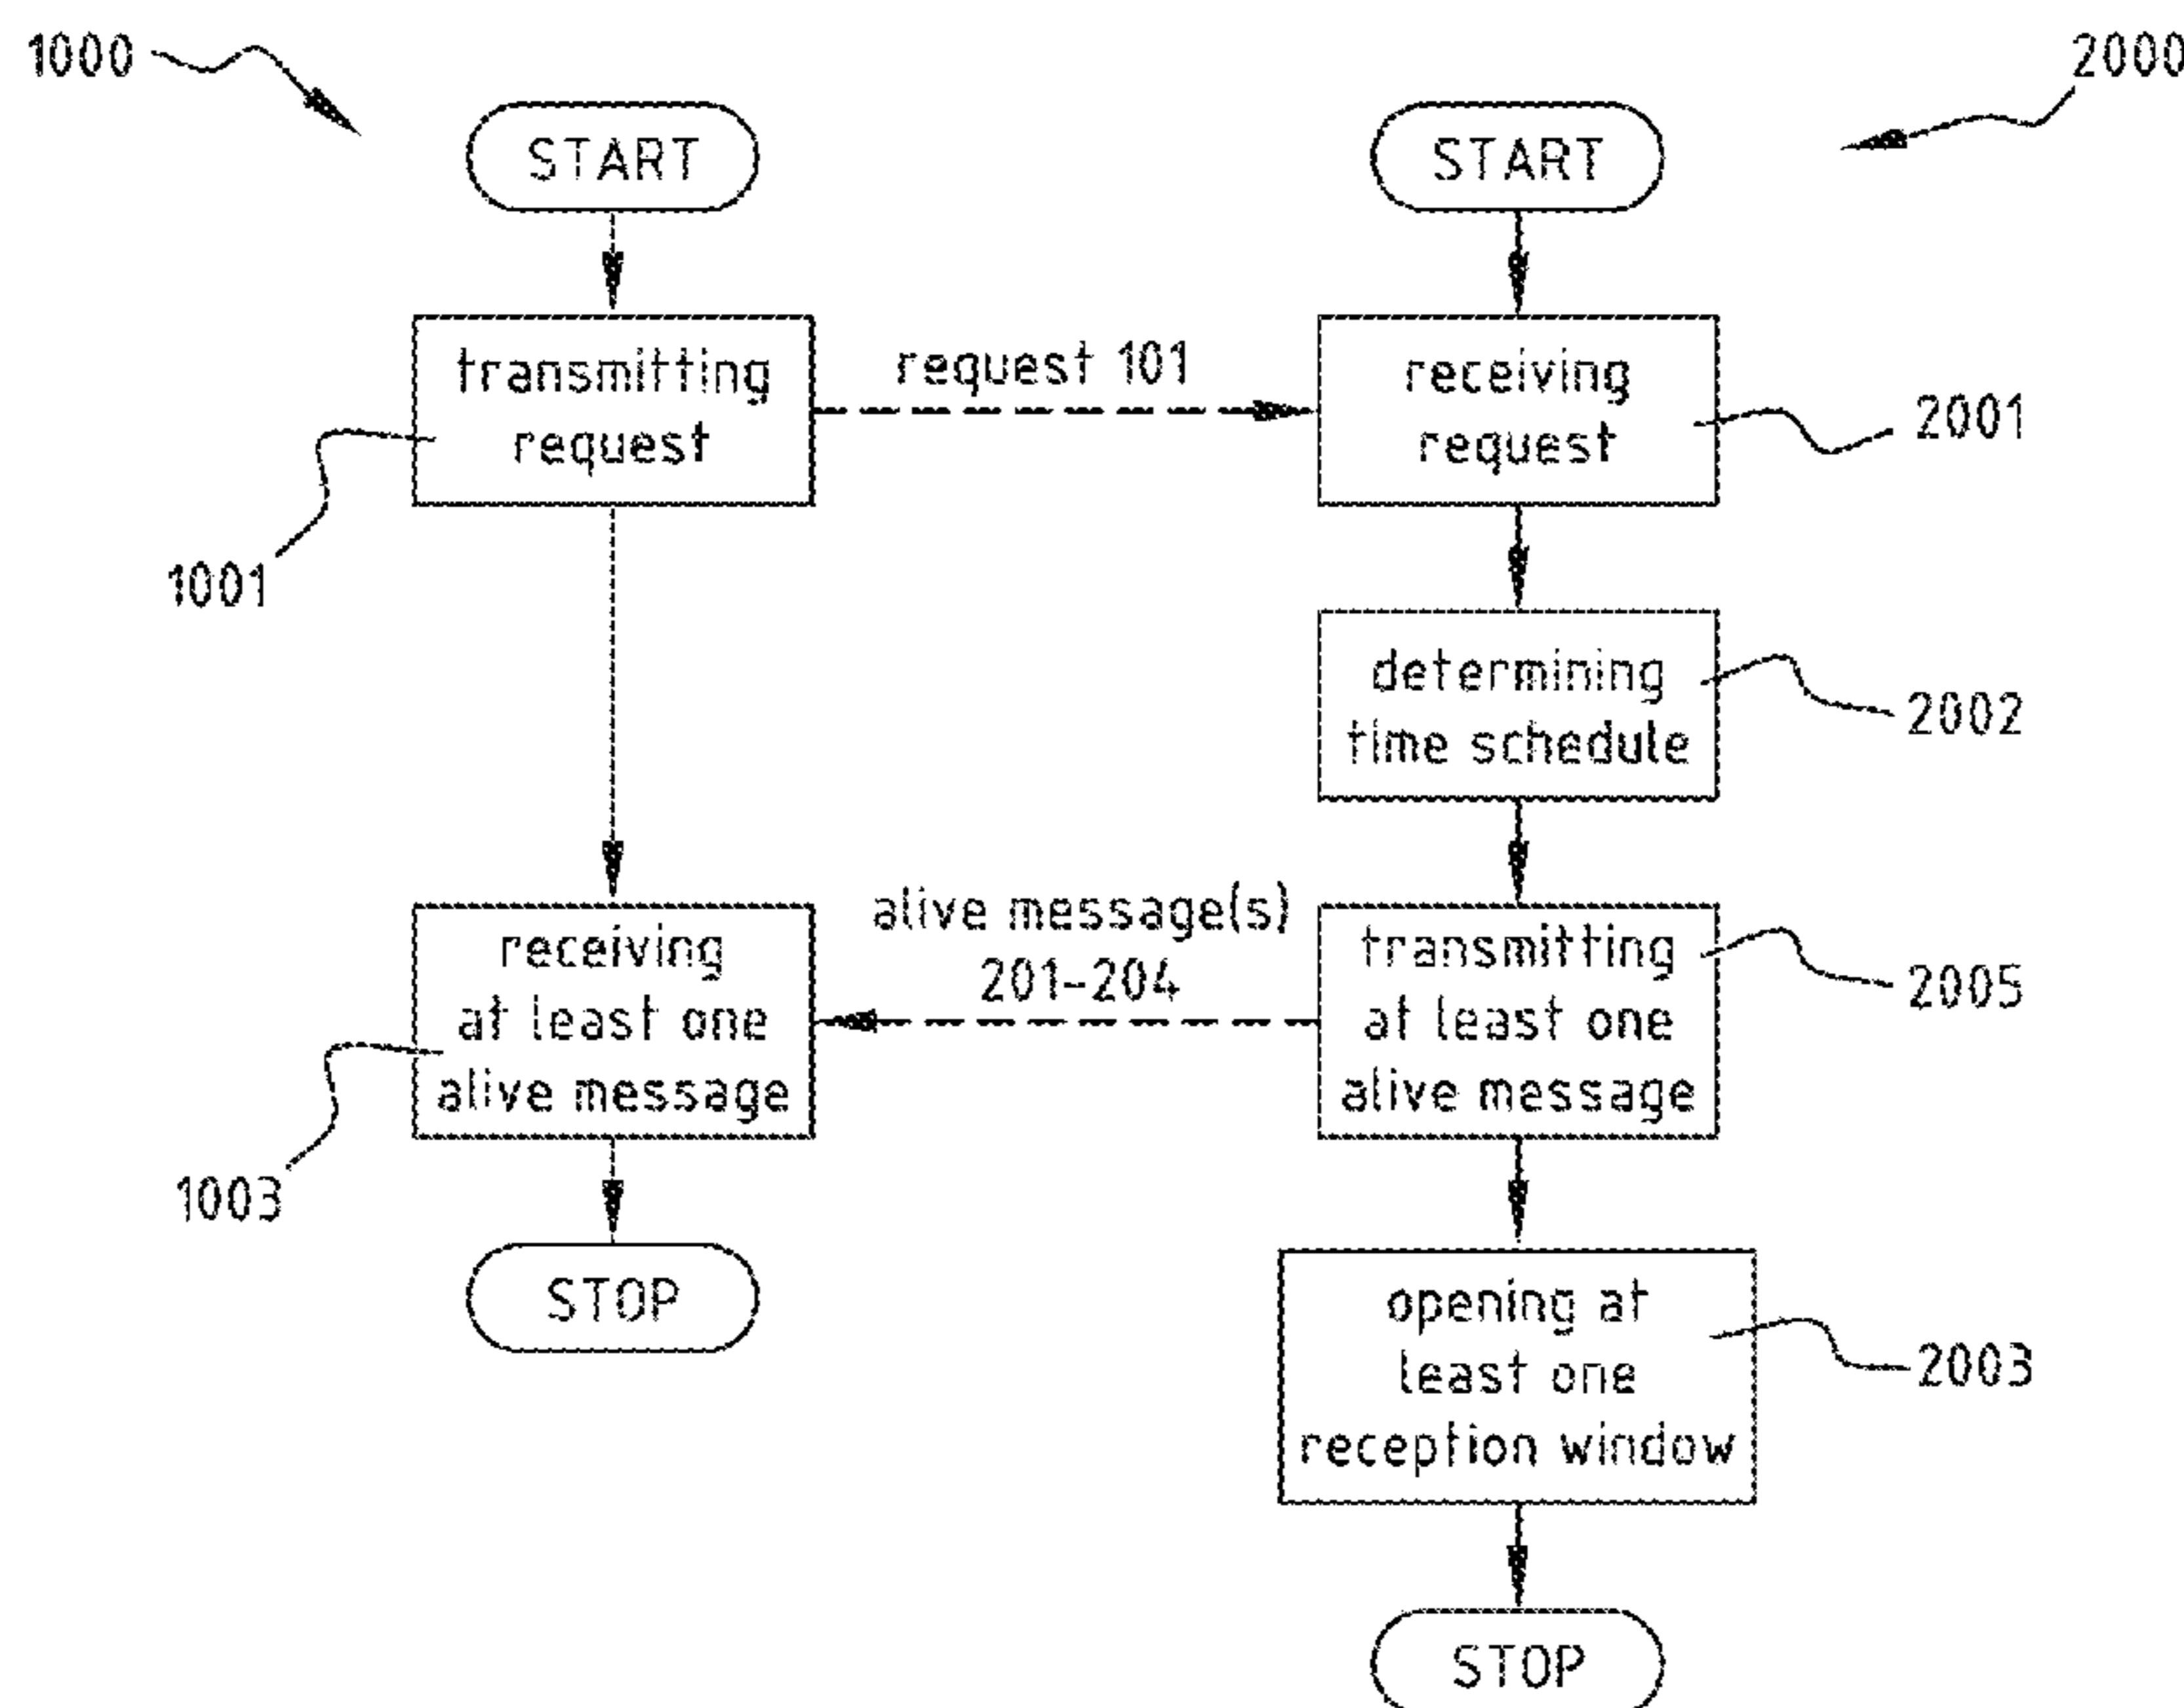 1000
2000
START
START
transmitting
request
request 101
receiving
request
2001
1001
determining
time schedule
2002
receiving
at least one
alive message
alive message(s)
201-204
transmitting
at least one
alive message
2005
1003
STOP
opening at
least one
reception window
2003
STOP